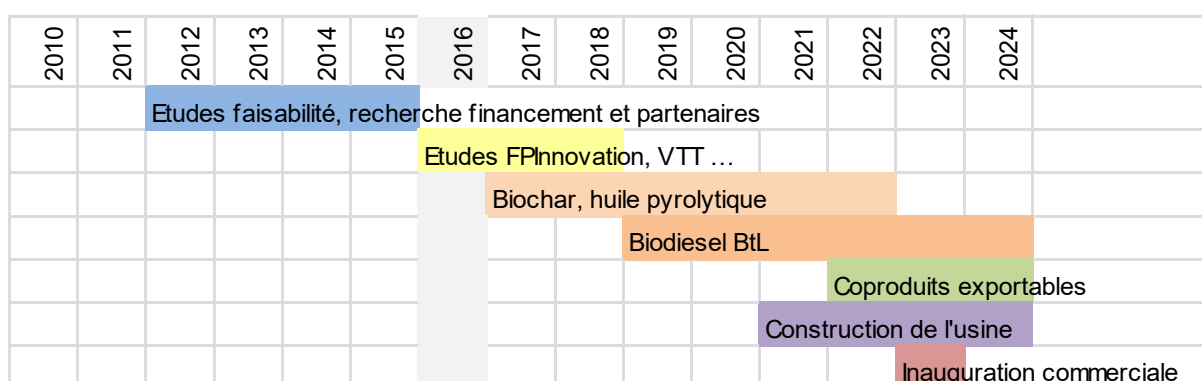 2010 2011 2012 2013 2014 2015 2016 2017 2018 2019 2020 2021 2022 2023 2024
Etudes faisabilité, recherche financement et partenaires
Etudes FPInnovation, VTT …
Biochar, huile pyrolytique
Biodiesel BtL
Coproduits exportables
Construction de l'usine
Inauguration commerciale